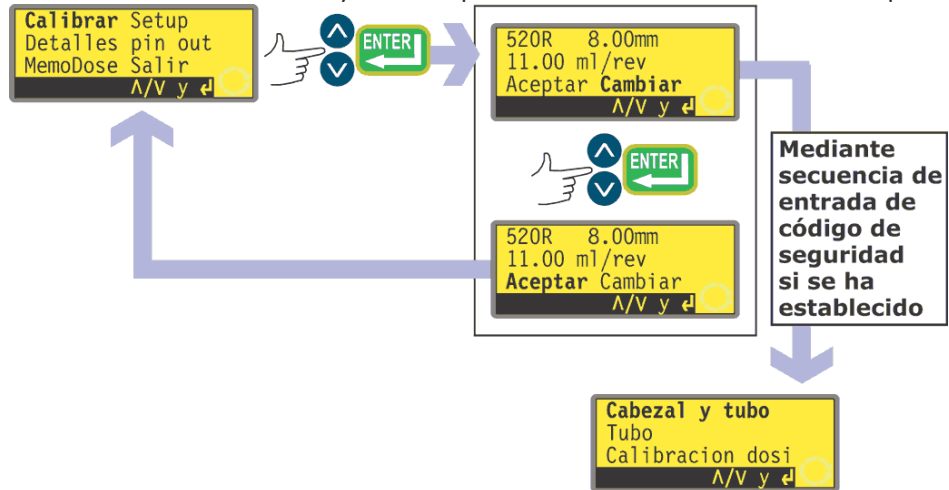 Calibrar Setup
Detalles pin out
MemoDose Salir
Λ/V y ↲
ENTER
520R 8.00mm
11.00 ml/rev
Aceptar Cambiar
Λ/V y ↲
ENTER
520R 8.00mm
11.00 ml/rev
Aceptar Cambiar
Λ/V y ↲
Mediante
secuencia de
entrada de
código de
seguridad
si se ha
establecido
Cabezal y tubo
Tubo
Calibracion dosi
Λ/V y ↲